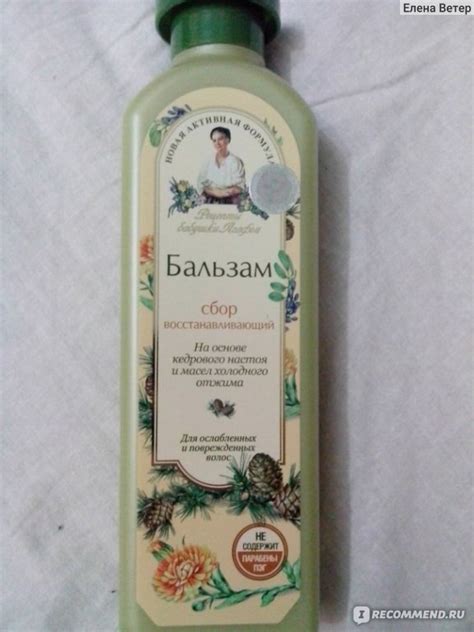 Елена Ветер
НОВАЯ АКТИВНАЯ ФОРМУЛА
Рецепты
бабушки Агафьи
Бальзам
сбор
восстанавливающий
На основе
кедрового настоя
и масел холодного
отжима
Для ослабленных
и поврежденных
волос
НЕ
СОДЕРЖИТ
ПАРАБЕНЫ
ПЭГ
IRECOMMEND.RU